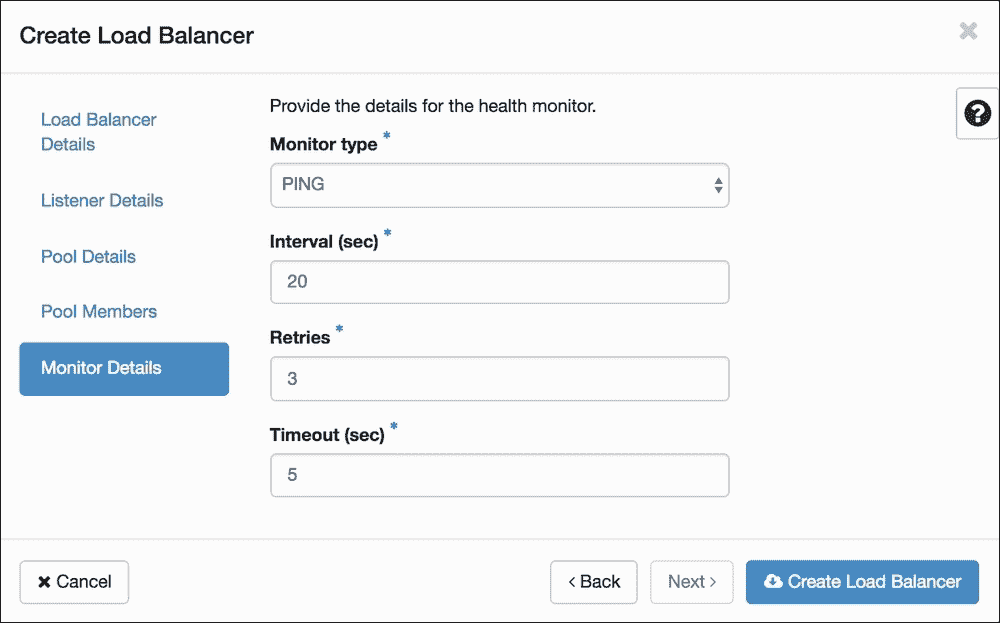 Create Load Balancer
Load Balancer
Details
Listener Details
Pool Details
Pool Members
Monitor Details
Provide the details for the health monitor.
Monitor type *
PING
Interval (sec) *
20
Retries *
3
Timeout (sec) *
5
Cancel
Back
Next
Create Load Balancer